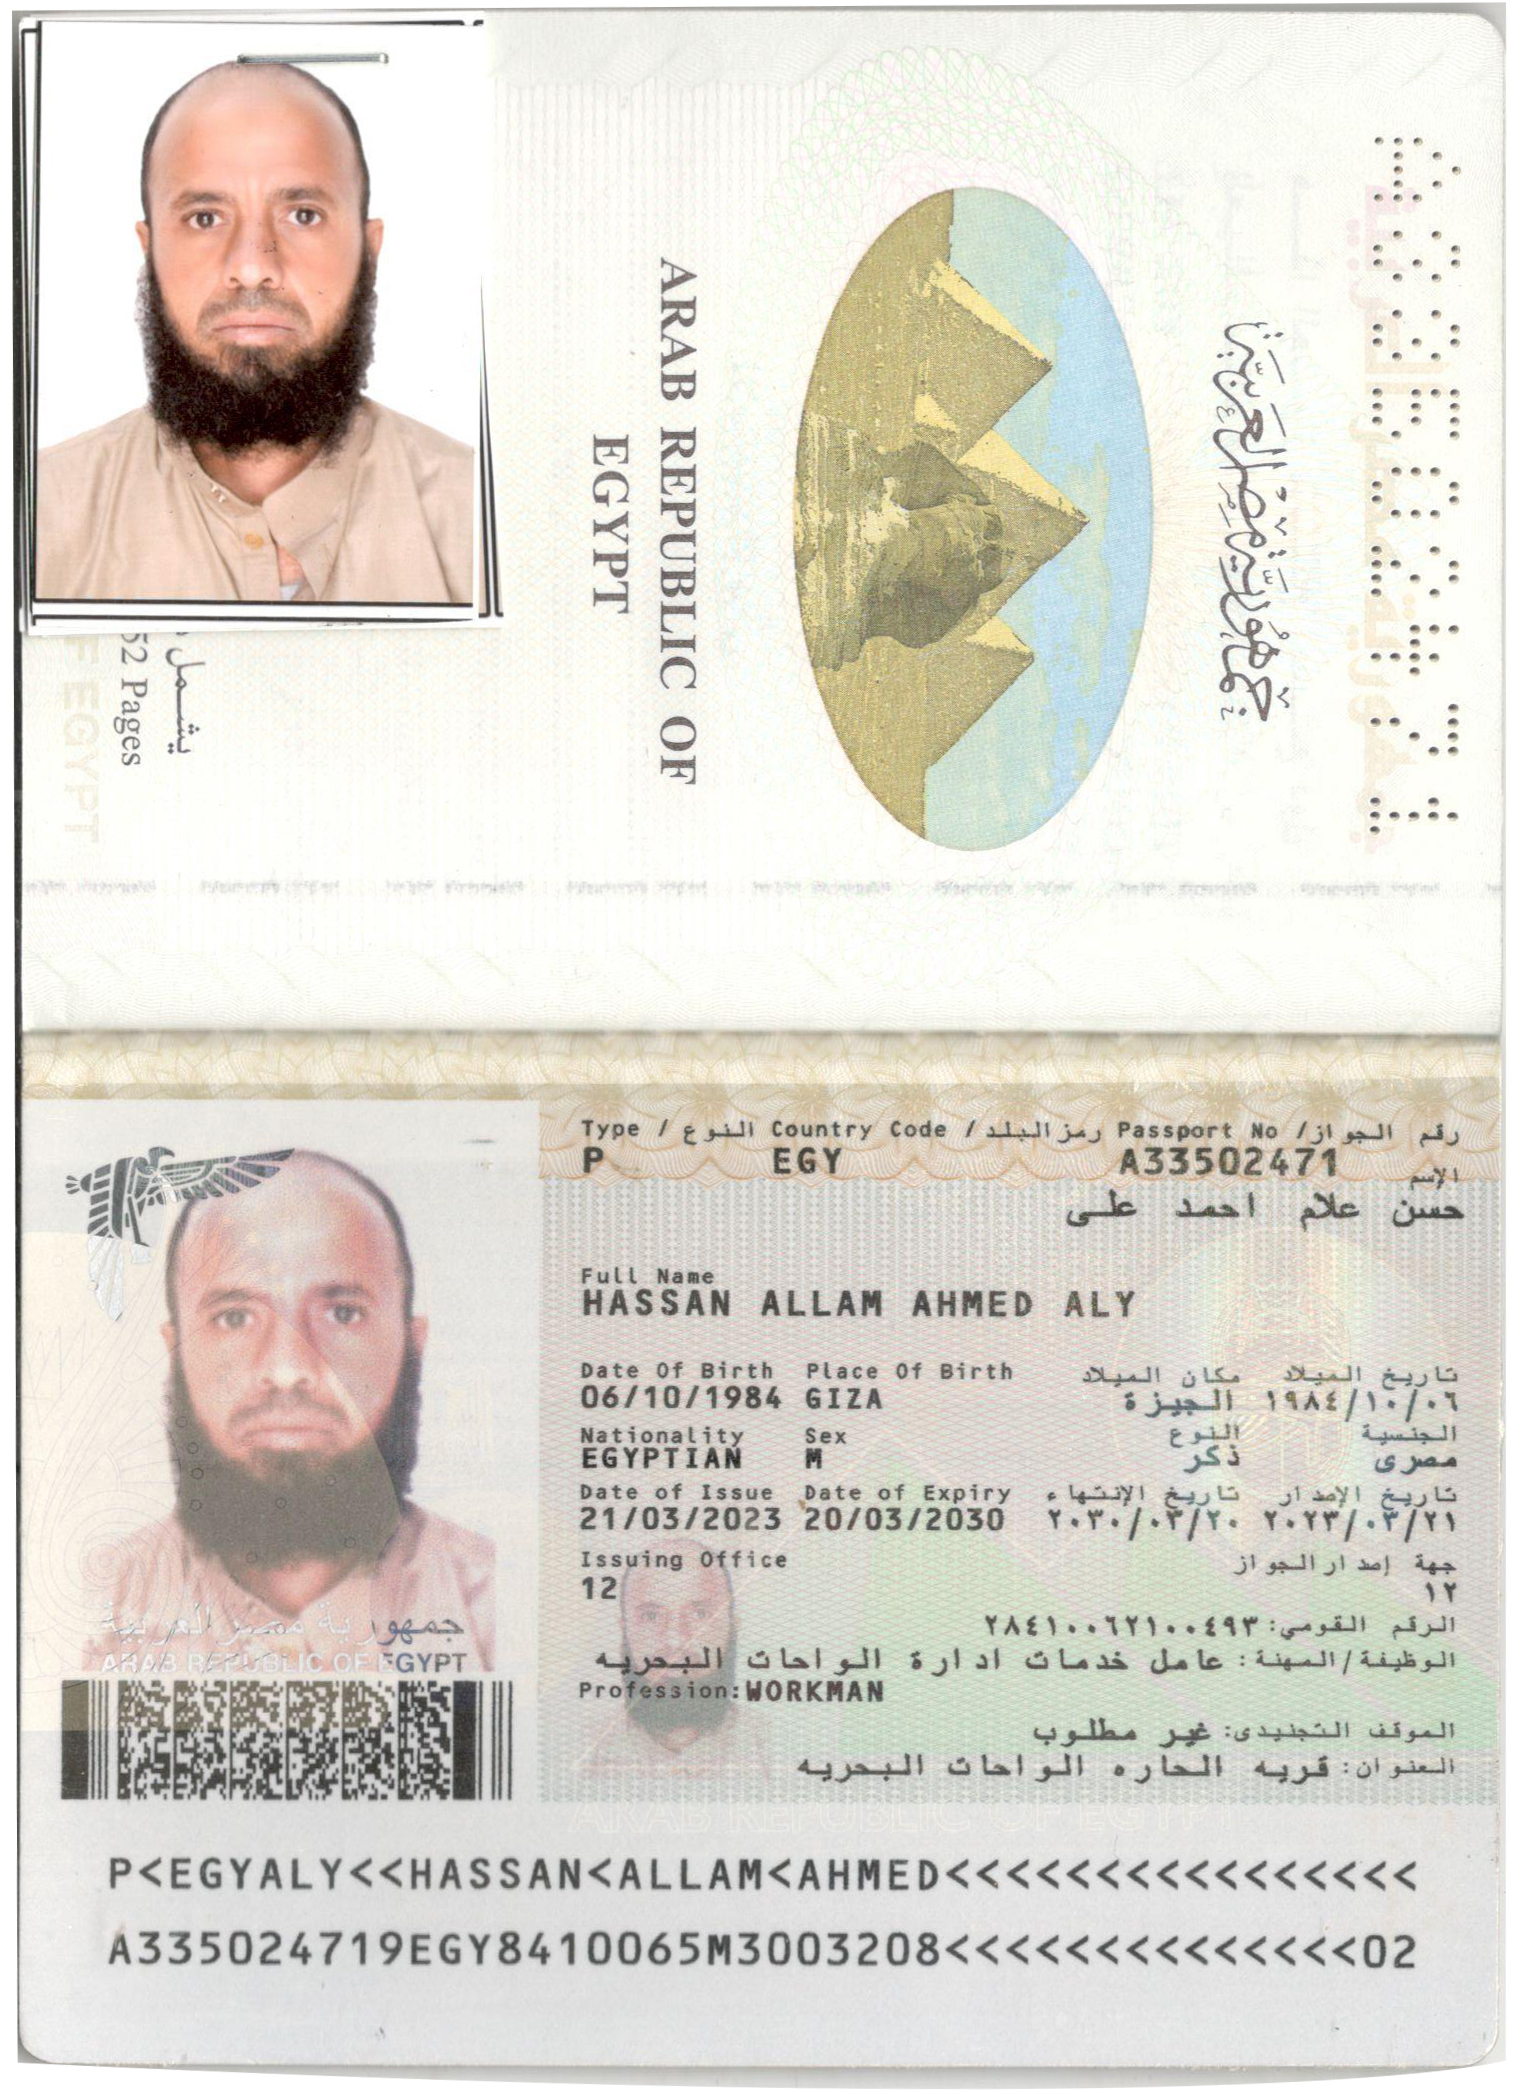 A33502471
جمهورية مصر العربية
ARAB REPUBLIC OF
EGYPT
يشمل
52 Pages
F EGYPT
Type / النوع Country Code / رمز البلد Passport No / رقم الجواز
P EGY A33502471
الإسم
حسن علام احمد على
Full Name
HASSAN ALLAM AHMED ALY
Date Of Birth Place Of Birth مكان الميلاد تاريخ الميلاد
06/10/1984 GIZA الجيزة ١٩٨٤/١٠/٠٦
Nationality Sex النوع الجنسية
EGYPTIAN M ذكر مصرى
Date of Issue Date of Expiry تاريخ الإنتهاء تاريخ الإصدار
21/03/2023 20/03/2030 ٢٠٣٠/٠٣/٢٠ ٢٠٢٣/٠٣/٢١
Issuing Office جهة إصدار الجواز
12 ١٢
الرقم القومي: ٢٨٤١٠٠٦٢١٠٠٤٩٣
الوظيفة/المهنة: عامل خدمات ادارة الواحات البحريه
Profession: WORKMAN
الموقف التجنيدى: غير مطلوب
العنوان: قريه الحاره الواحات البحريه
جمهورية مصر العربية
ARAB REPUBLIC OF EGYPT
ARAB REPUBLIC OF EGYPT
P<EGYALY<<HASSAN<ALLAM<AHMED<<<<<<<<<<<<<<<<
A335024719EGY8410065M3003208<<<<<<<<<<<<<<02